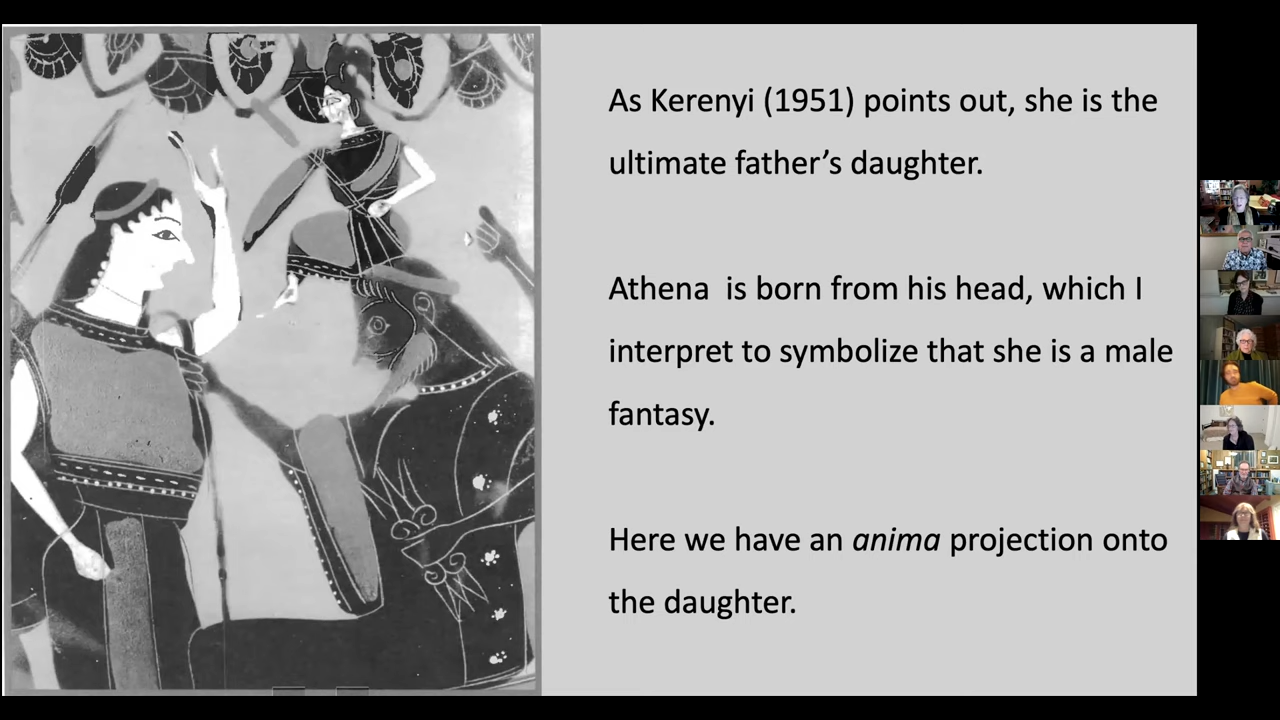 As Kerenyi (1951) points out, she is the
ultimate father’s daughter.
Athena  is born from his head, which I
interpret to symbolize that she is a male
fantasy.
Here we have an anima projection onto
the daughter.